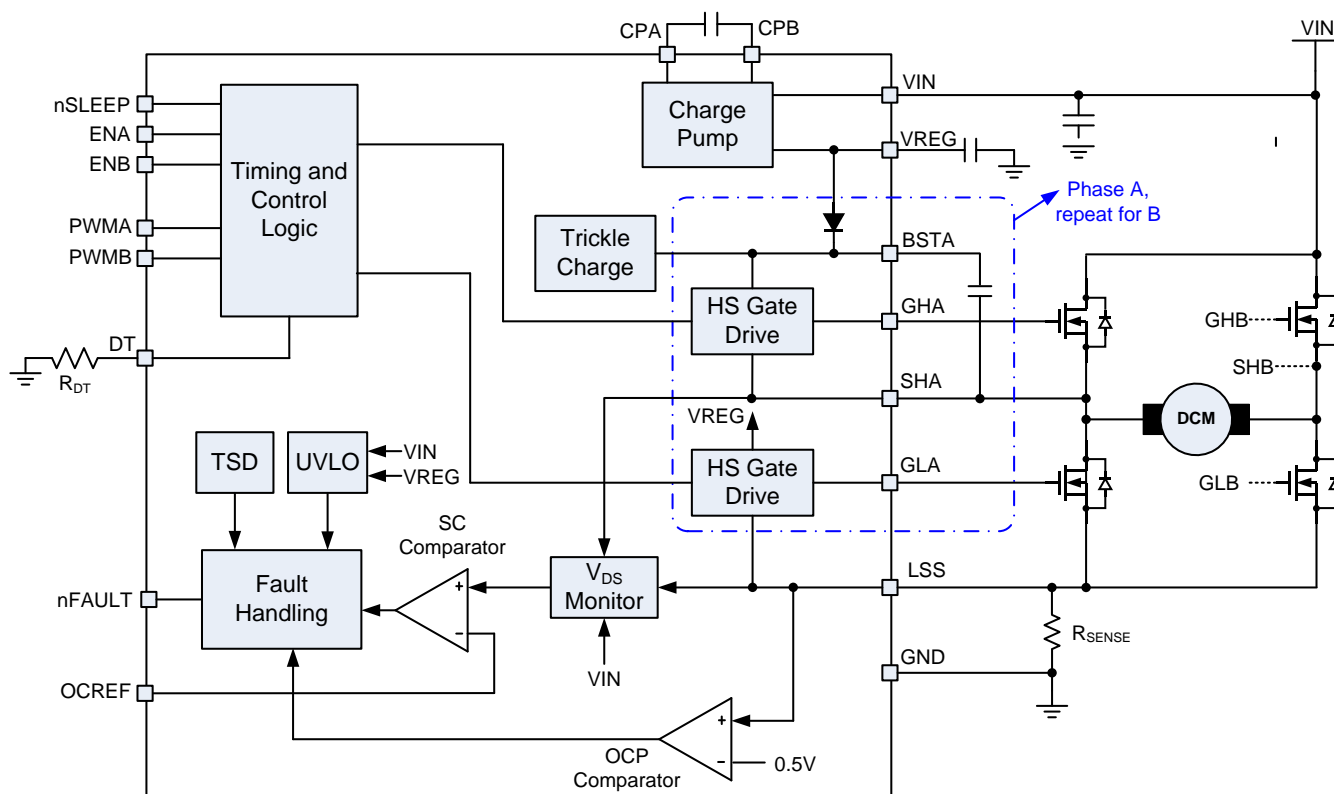 CPA
CPB
VIN
nSLEEP
ENA
ENB
PWMA
PWMB
Timing and
Control
Logic
Charge
Pump
VIN
VREG
Phase A,
repeat for B
Trickle
Charge
BSTA
HS Gate
Drive
GHA
GHB
DT
RDT
SHA
SHB
VREG
DCM
TSD
UVLO
VIN
VREG
HS Gate
Drive
GLA
GLB
SC
Comparator
+
−
VDS
Monitor
LSS
nFAULT
Fault
Handling
RSENSE
VIN
GND
OCREF
+
−
OCP
Comparator
0.5V